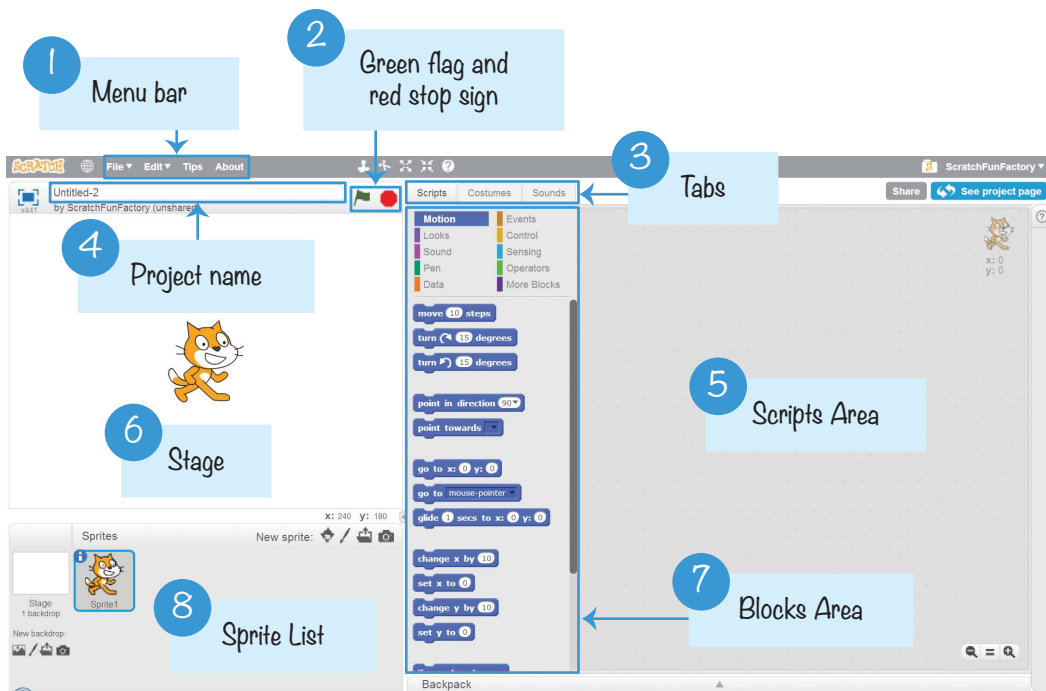 1
Menu bar
2
Green flag and
red stop sign
3
Tabs
SCRATCH File Edit Tips About ScratchFunFactory
Untitled-2
v441 by ScratchFunFactory (unshared
Scripts Costumes Sounds
Share See project page
4
Project name
Motion Events
Looks Control
Sound Sensing
Pen Operators
Data More Blocks
x: 0
y: 0
move 10 steps
turn 15 degrees
turn 15 degrees
point in direction 90
point towards
go to x: 0 y: 0
go to mouse-pointer
glide 1 secs to x: 0 y: 0
change x by 10
set x to 0
change y by 10
set y to 0
5
Scripts Area
6
Stage
x: 240 y: 180
Sprites New sprite:
Stage
1 backdrop
New backdrop:
Sprite1
7
Blocks Area
8
Sprite List
Backpack